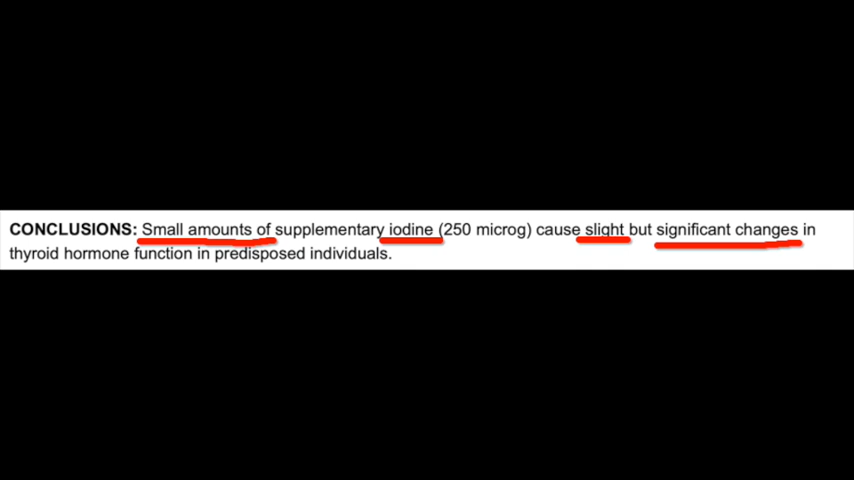 CONCLUSIONS: Small amounts of supplementary iodine (250 microg) cause slight but significant changes in
thyroid hormone function in predisposed individuals.